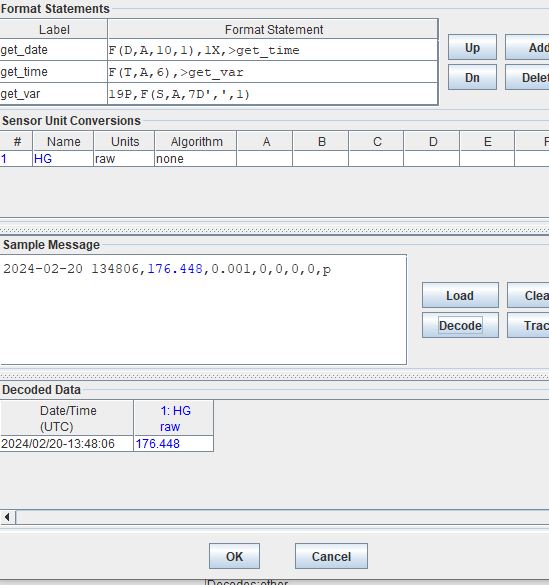 Format Statements
Label Format Statement
get_date F(D,A,10,1),1X,>get_time
get_time F(T,A,6),>get_var
get_var 19P,F(S,A,7D',',1)
Up Add
Dn Delet
Sensor Unit Conversions
# Name Units Algorithm A B C D E F
1 HG raw none
Sample Message
2024-02-20 134806,176.448,0.001,0,0,0,0,p
Load Clea
Decode Trac
Decoded Data
Date/Time 1: HG
(UTC) raw
2024/02/20-13:48:06 176.448
OK Cancel